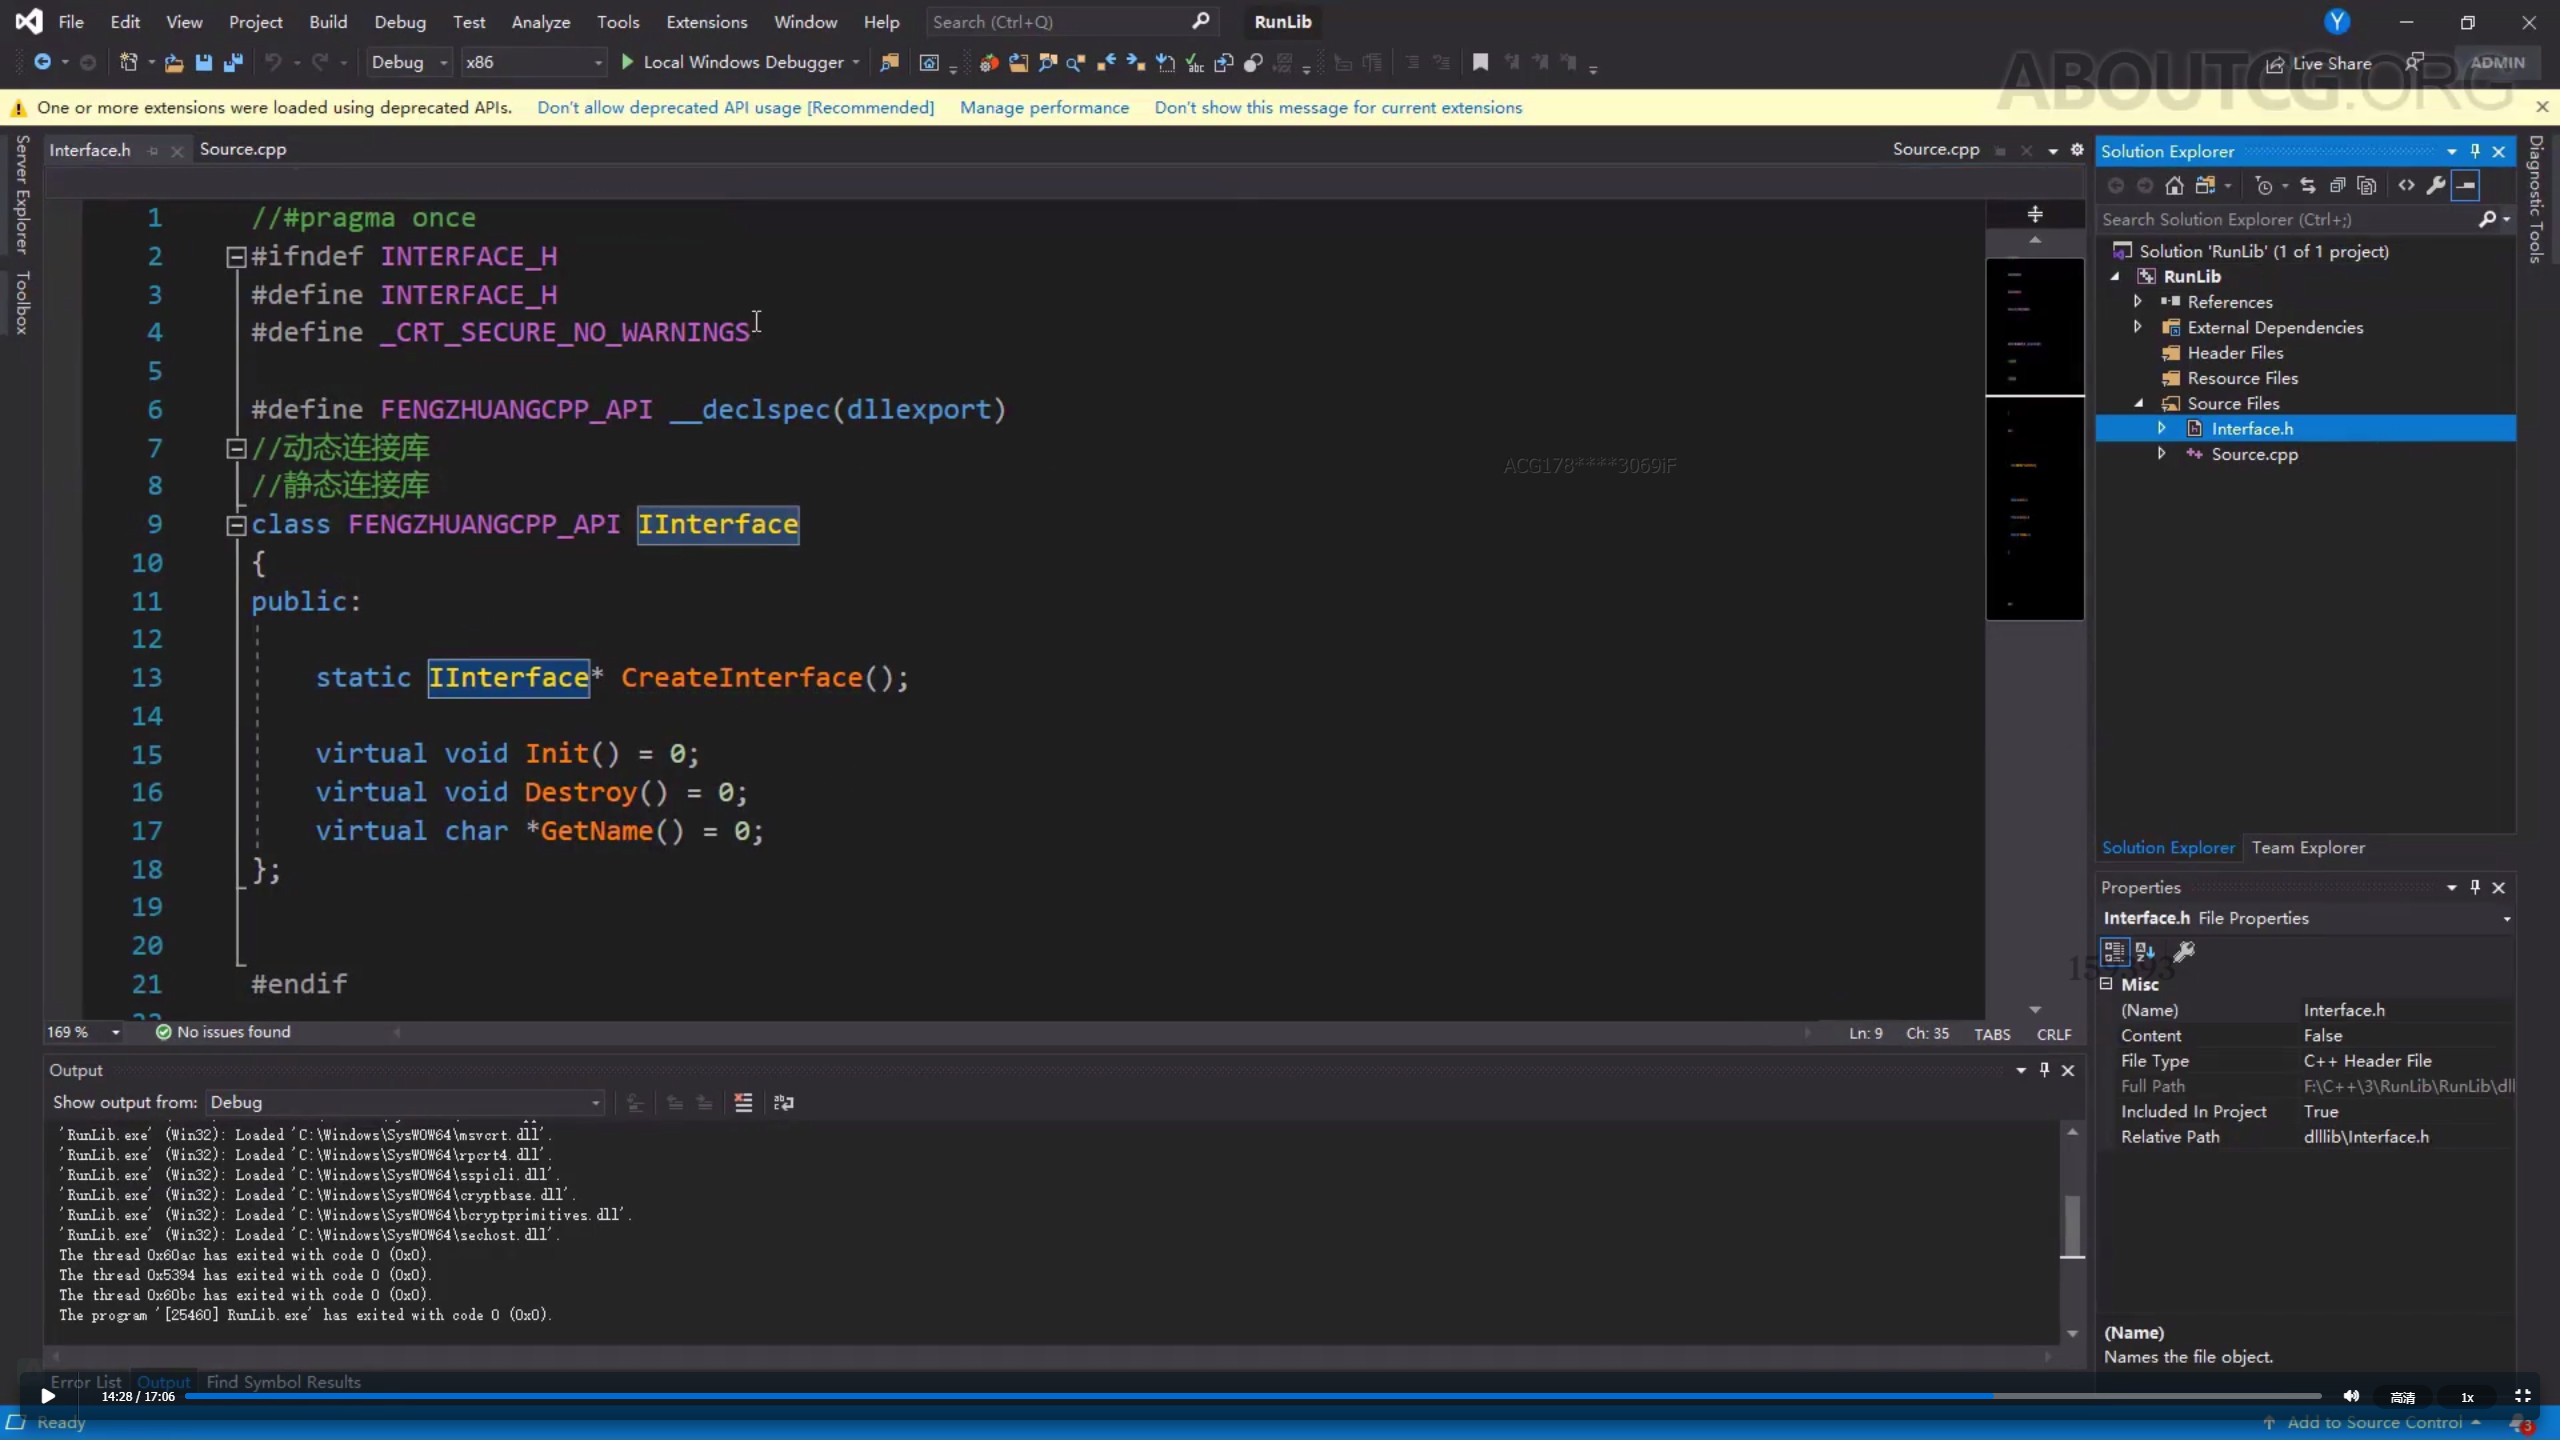 File Edit View Project Build Debug Test Analyze Tools Extensions Window Help Search (Ctrl+Q) RunLib Y
Debug x86 Local Windows Debugger Live Share ADMIN
ABOUTCG.ORG
One or more extensions were loaded using deprecated APIs. Don't allow deprecated API usage [Recommended] Manage performance Don't show this message for current extensions
Server Explorer
Toolbox
Interface.h Source.cpp Source.cpp
1 //#pragma once
2 #ifndef INTERFACE_H
3 #define INTERFACE_H
4 #define _CRT_SECURE_NO_WARNINGS
5
6 #define FENGZHUANGCPP_API __declspec(dllexport)
7 //动态连接库
8 //静态连接库
9 class FENGZHUANGCPP_API IInterface
10 {
11 public:
12
13 static IInterface* CreateInterface();
14
15 virtual void Init() = 0;
16 virtual void Destroy() = 0;
17 virtual char *GetName() = 0;
18 };
19
20
21 #endif
ACG178****3069iF
169 % No issues found Ln: 9 Ch: 35 TABS CRLF
Output
Show output from: Debug
'RunLib.exe' (Win32): Loaded 'C:\Windows\SysWOW64\msvcrt.dll'.
'RunLib.exe' (Win32): Loaded 'C:\Windows\SysWOW64\rpcrt4.dll'.
'RunLib.exe' (Win32): Loaded 'C:\Windows\SysWOW64\sspicli.dll'.
'RunLib.exe' (Win32): Loaded 'C:\Windows\SysWOW64\cryptbase.dll'.
'RunLib.exe' (Win32): Loaded 'C:\Windows\SysWOW64\bcryptprimitives.dll'.
'RunLib.exe' (Win32): Loaded 'C:\Windows\SysWOW64\sechost.dll'.
The thread 0x60ac has exited with code 0 (0x0).
The thread 0x5394 has exited with code 0 (0x0).
The thread 0x60bc has exited with code 0 (0x0).
The program '[25460] RunLib.exe' has exited with code 0 (0x0).
Error List Output Find Symbol Results
Solution Explorer
Search Solution Explorer (Ctrl+;)
Solution 'RunLib' (1 of 1 project)
RunLib
References
External Dependencies
Header Files
Resource Files
Source Files
Interface.h
Source.cpp
Solution Explorer Team Explorer
Properties
Interface.h File Properties
Misc
(Name) Interface.h
Content False
File Type C++ Header File
Full Path F:\C++\3\RunLib\RunLib\dll
Included In Project True
Relative Path dlllib\Interface.h
(Name)
Names the file object.
Diagnostic Tools
14:28 / 17:06 高清 1x
Ready Add to Source Control 3